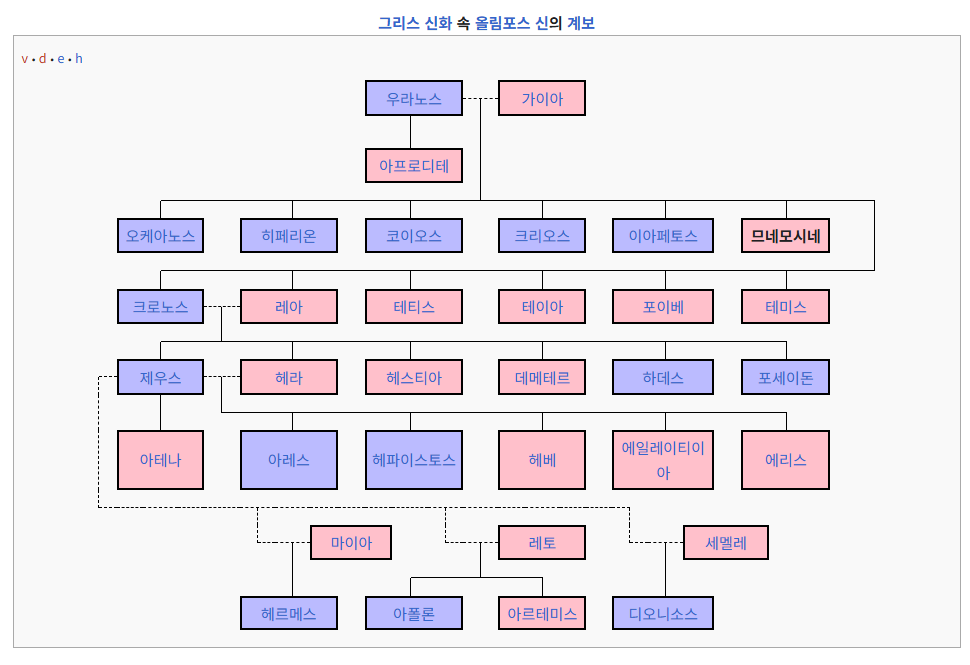 그리스 신화 속 올림포스 신의 계보
v • d • e • h
우라노스 가이아
아프로디테
오케아노스 히페리온 코이오스 크리오스 이아페토스 므네모시네
크로노스 레아 테티스 테이아 포이베 테미스
제우스 헤라 헤스티아 데메테르 하데스 포세이돈
아테나 아레스 헤파이스토스 헤베 에일레이티이
아 에리스
마이아 레토 세멜레
헤르메스 아폴론 아르테미스 디오니소스